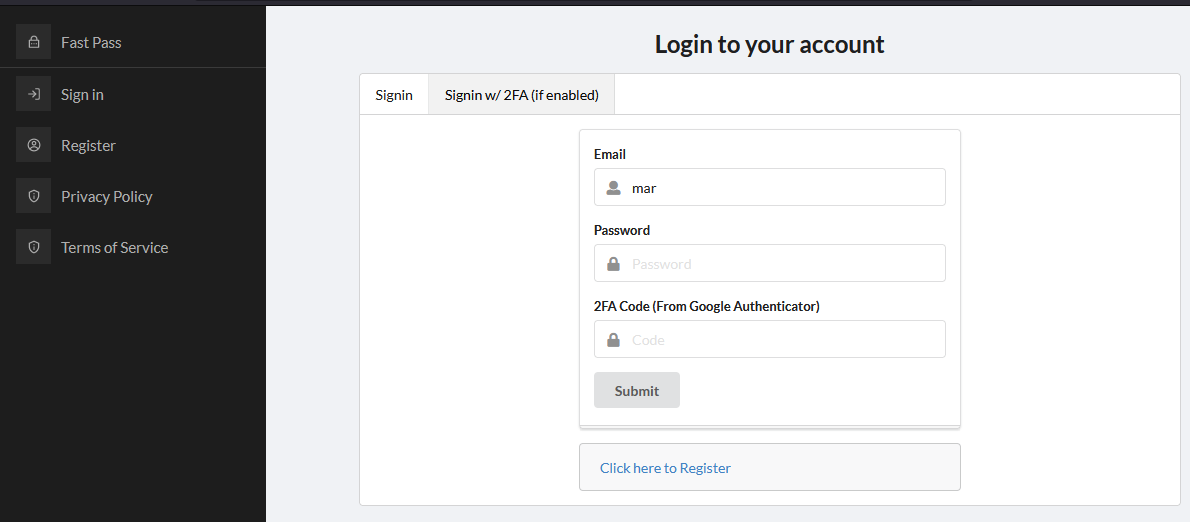 Fast Pass
Sign in
Register
Privacy Policy
Terms of Service
Login to your account
Signin
Signin w/ 2FA (if enabled)
Email
mar
Password
Password
2FA Code (From Google Authenticator)
Code
Submit
Click here to Register